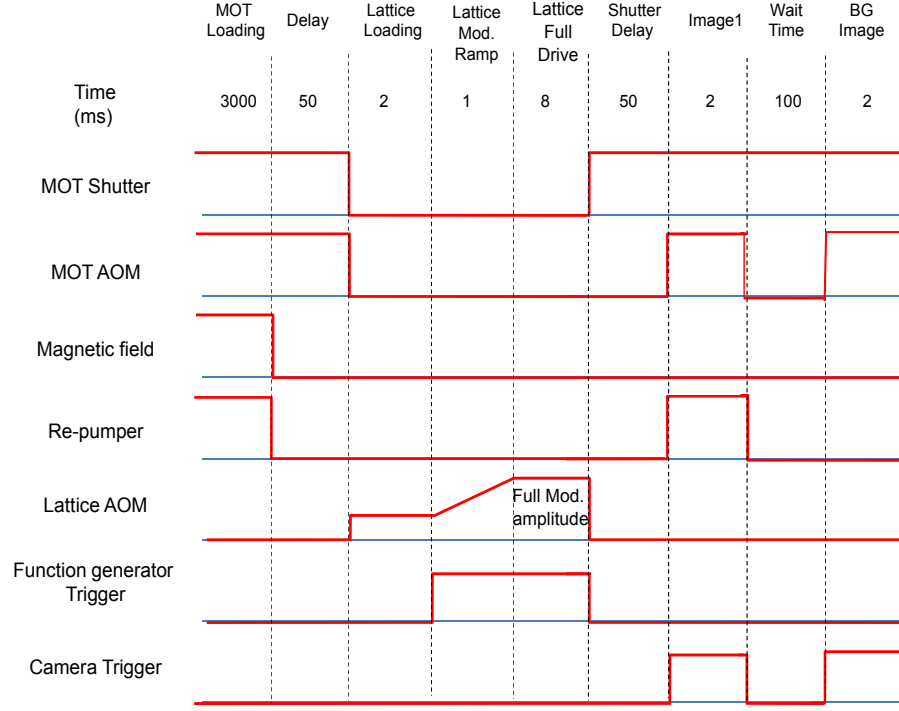 MOT
Loading
Delay
Lattice
Loading
Lattice
Mod.
Ramp
Lattice
Full
Drive
Shutter
Delay
Image1
Wait
Time
BG
Image
Time
(ms)
3000
50
2
1
8
50
2
100
2
MOT Shutter
MOT AOM
Magnetic field
Re-pumper
Lattice AOM
Full Mod.
amplitude
Function generator
Trigger
Camera Trigger